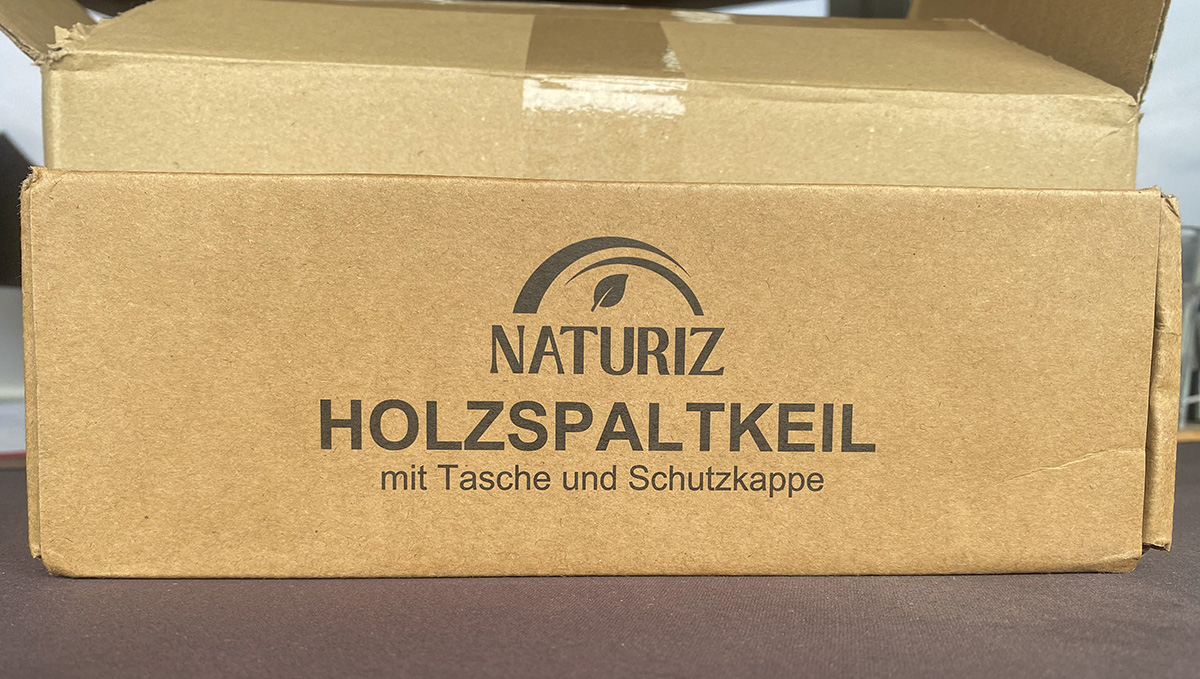 NATURIZ
HOLZSPALTKEIL
mit Tasche und Schutzkappe